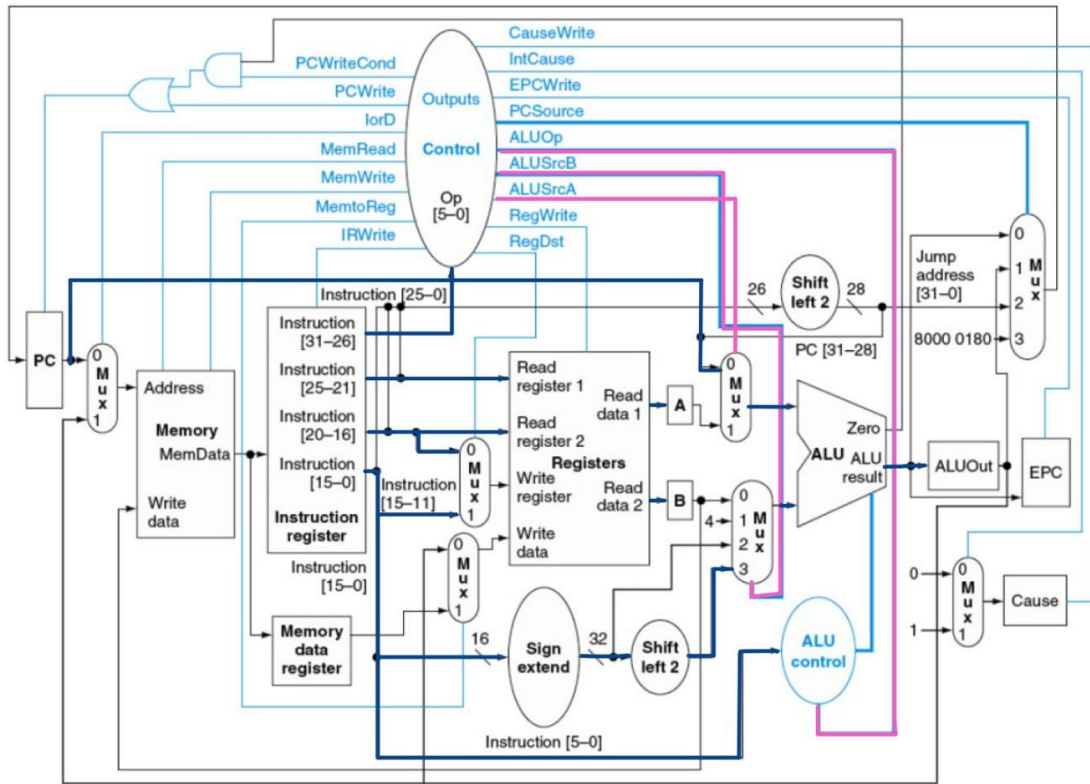 CauseWrite
IntCause
EPCWrite
PCSource
ALUOp
ALUSrcB
ALUSrcA
RegWrite
RegDst
PCWriteCond
PCWrite
IorD
MemRead
MemWrite
MemtoReg
IRWrite
Outputs
Control
Op
[5–0]
PC
0
M
u
x
1
Address
Memory
MemData
Write
data
Instruction [25–0]
Instruction
[31–26]
Instruction
[25–21]
Instruction
[20–16]
Instruction
[15–0]
Instruction
register
Instruction
[15–0]
Memory
data
register
0
M
u
x
1
Instruction
[15–11]
0
M
u
x
1
Read
register 1
Read
register 2
Registers
Write
register
Write
data
Read
data 1
Read
data 2
A
B
16
Sign
extend
32
Shift
left 2
Instruction [5–0]
26
Shift
left 2
28
PC [31–28]
0
M
u
x
1
4
0
1
2
3
M
u
x
Zero
ALU
ALU
result
ALU
control
ALUOut
Jump
address
[31–0]
8000 0180
0
1
2
3
M
u
x
EPC
0
1
0
M
u
x
1
Cause